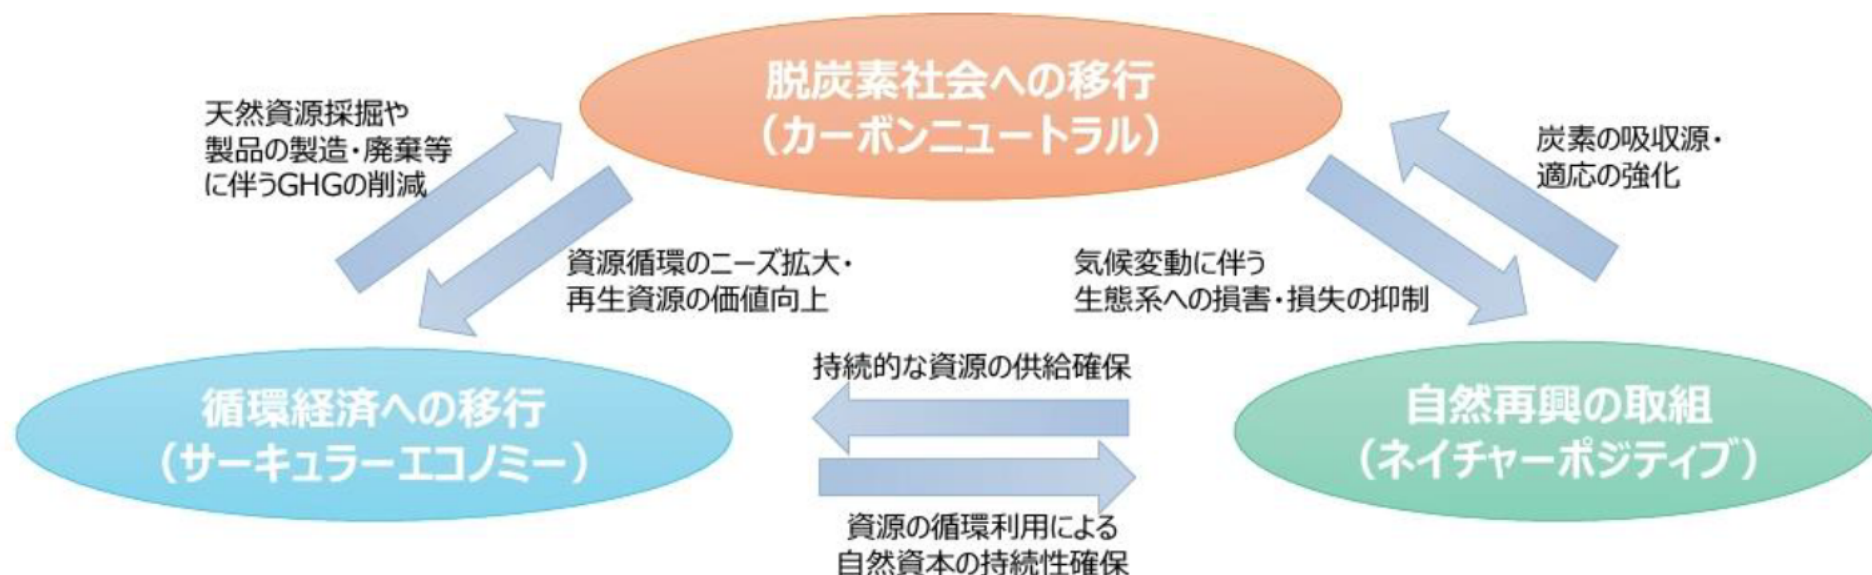 脱炭素社会への移行
（カーボンニュートラル）
天然資源採掘や
製品の製造・廃棄等
に伴うGHGの削減
炭素の吸収源・
適応の強化
資源循環のニーズ拡大・
再生資源の価値向上
気候変動に伴う
生態系への損害・損失の抑制
持続的な資源の供給確保
循環経済への移行
（サーキュラーエコノミー）
自然再興の取組
（ネイチャーポジティブ）
資源の循環利用による
自然資本の持続性確保